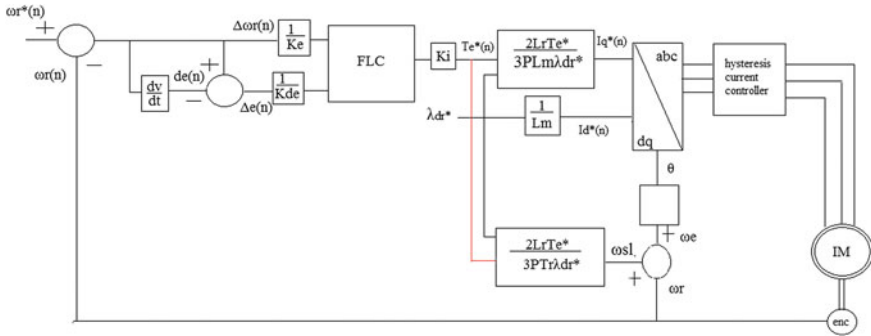 ωr*(n)
+
ωr(n)
−
Δωr(n)
1
Ke
+
de(n)
−
dv
dt
Δe(n)
1
Kde
FLC
Ki
Te*(n)
2LrTe*
3PLmλdr*
Iq*(n)
λdr*
1
Lm
Id*(n)
abc
dq
hysteresis
current
controller
θ
+
ωe
2LrTe*
3PTrλdr*
ωsl
+
ωr
IM
enc